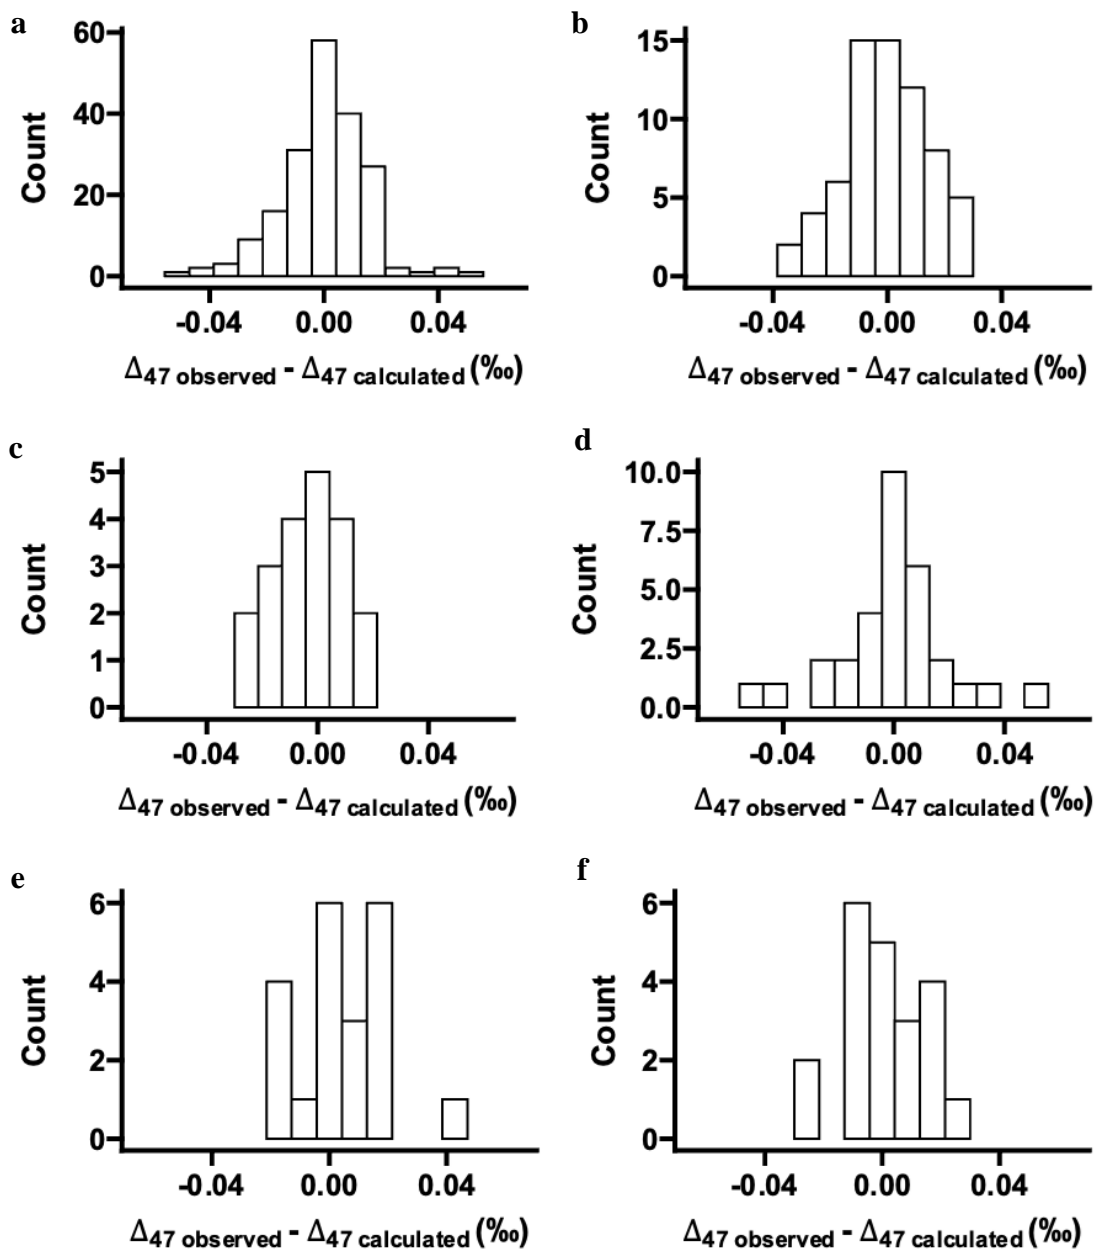 a
60
40
20
0
Count
-0.04 0.00 0.04
Δ47 observed - Δ47 calculated (‰)
b
15
10
5
0
Count
-0.04 0.00 0.04
Δ47 observed - Δ47 calculated (‰)
c
5
4
3
2
1
0
Count
-0.04 0.00 0.04
Δ47 observed - Δ47 calculated (‰)
d
10.0
7.5
5.0
2.5
0.0
Count
-0.04 0.00 0.04
Δ47 observed - Δ47 calculated (‰)
e
6
4
2
0
Count
-0.04 0.00 0.04
Δ47 observed - Δ47 calculated (‰)
f
6
4
2
0
Count
-0.04 0.00 0.04
Δ47 observed - Δ47 calculated (‰)